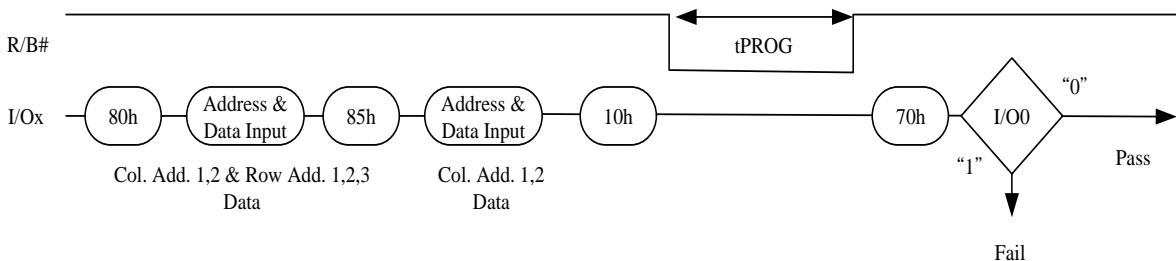 R/B#
tPROG
I/Ox
80h
Address &
Data Input
85h
Address &
Data Input
10h
70h
I/O0
“0”
“1”
Pass
Col. Add. 1,2 & Row Add. 1,2,3
Data
Col. Add. 1,2
Data
Fail